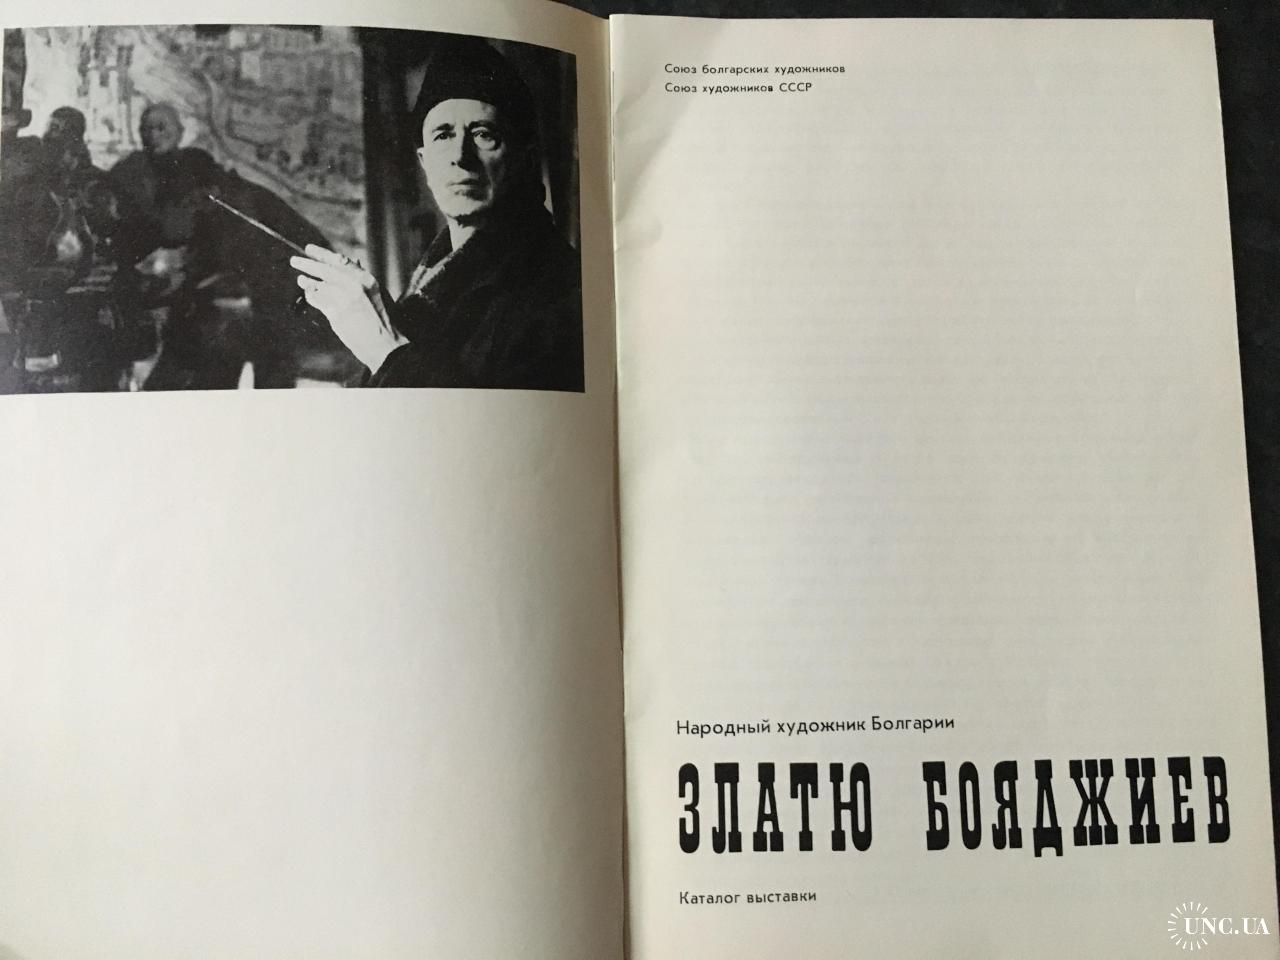 Союз болгарских художников
Союз художников СССР
Народный художник Болгарии
ЗЛАТЮ БОЯДЖИЕВ
Каталог выставки
UNC.UA